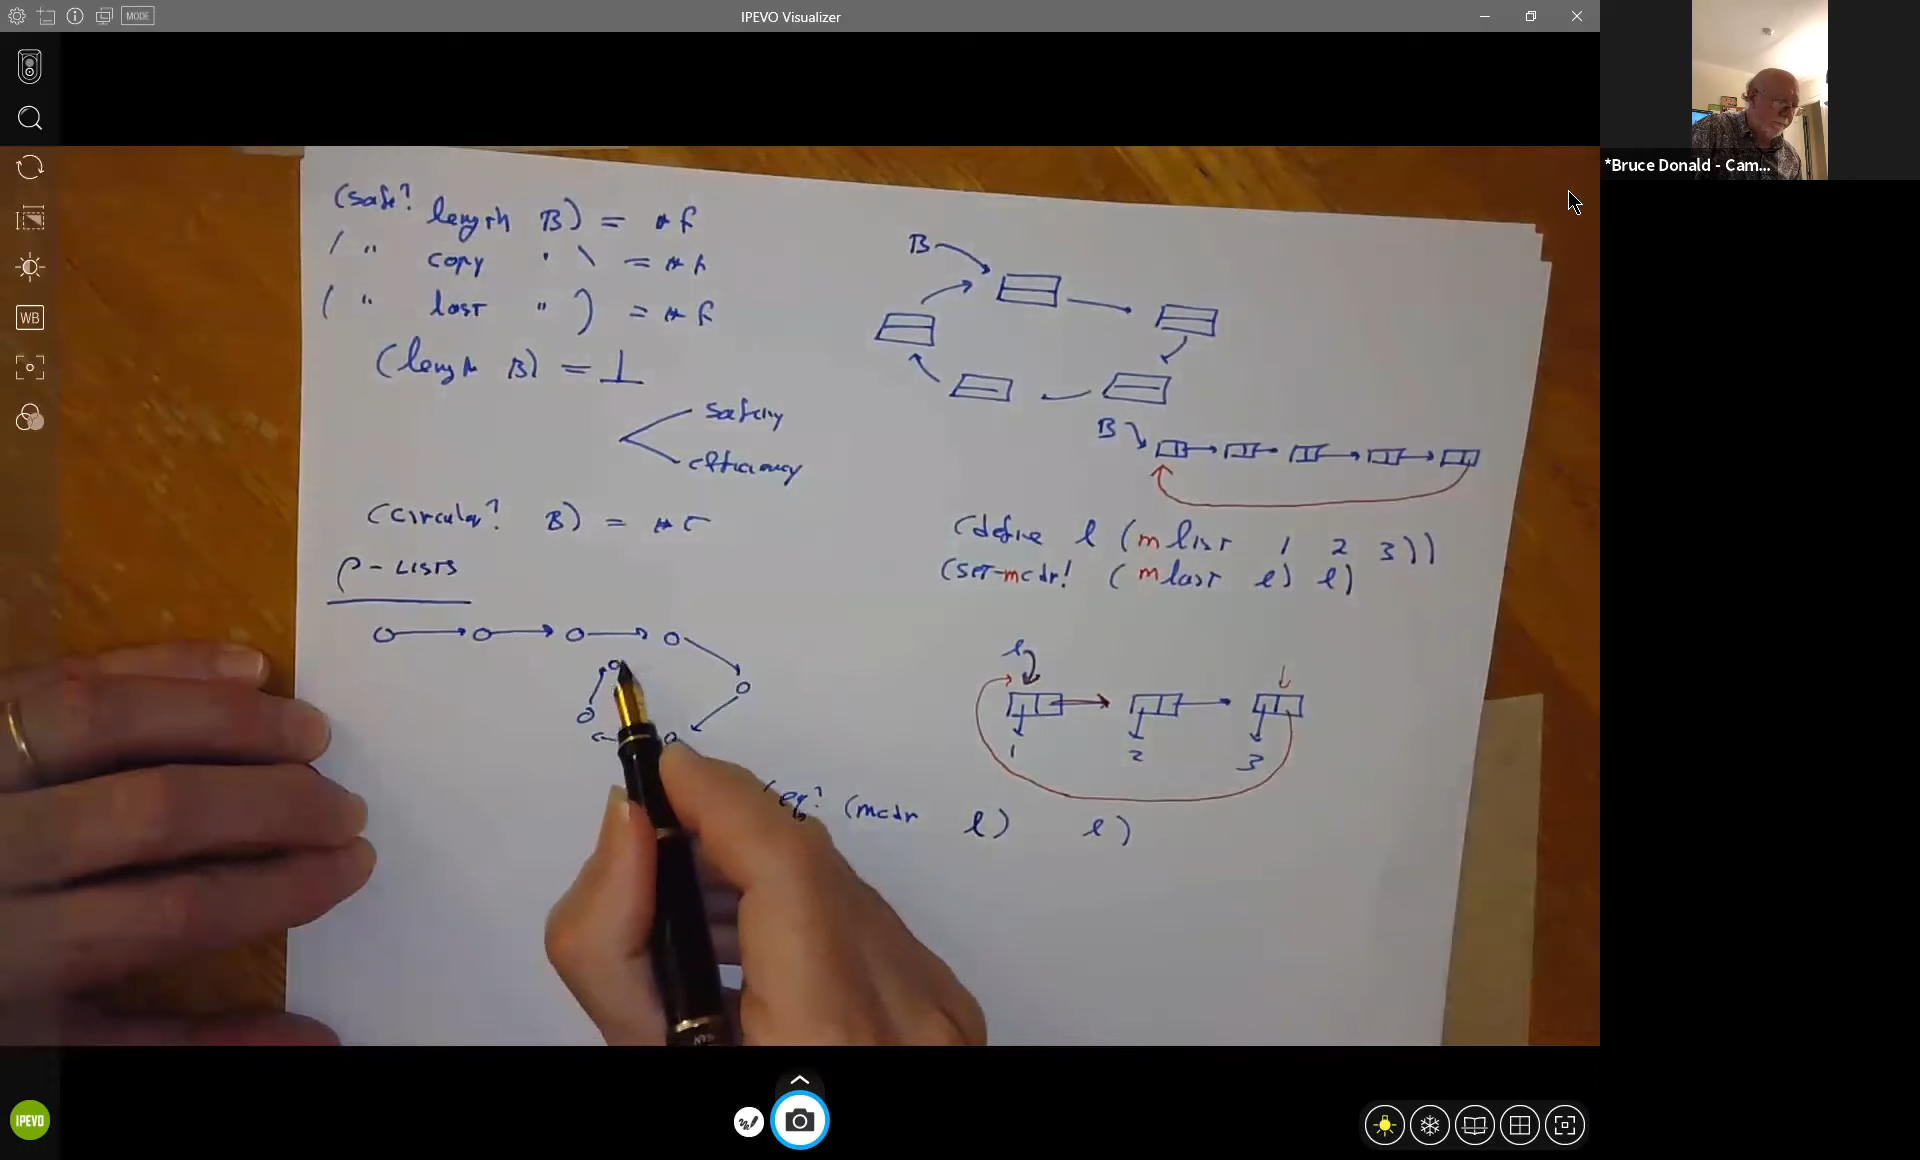 MODE
IPEVO Visualizer
*Bruce Donald - Cam...
WB
(safe? length B) = #f
( " copy " ) = #f
( " last " ) = #f
(length B) = ⊥
safety
efficiency
(circular? B) = #t
ρ - LISTS
B
B
(define l (mlist 1 2 3))
(set-mcdr! (mlast l) l)
l
1 2 3
(eq? (mcdr l) l)
IPEVO